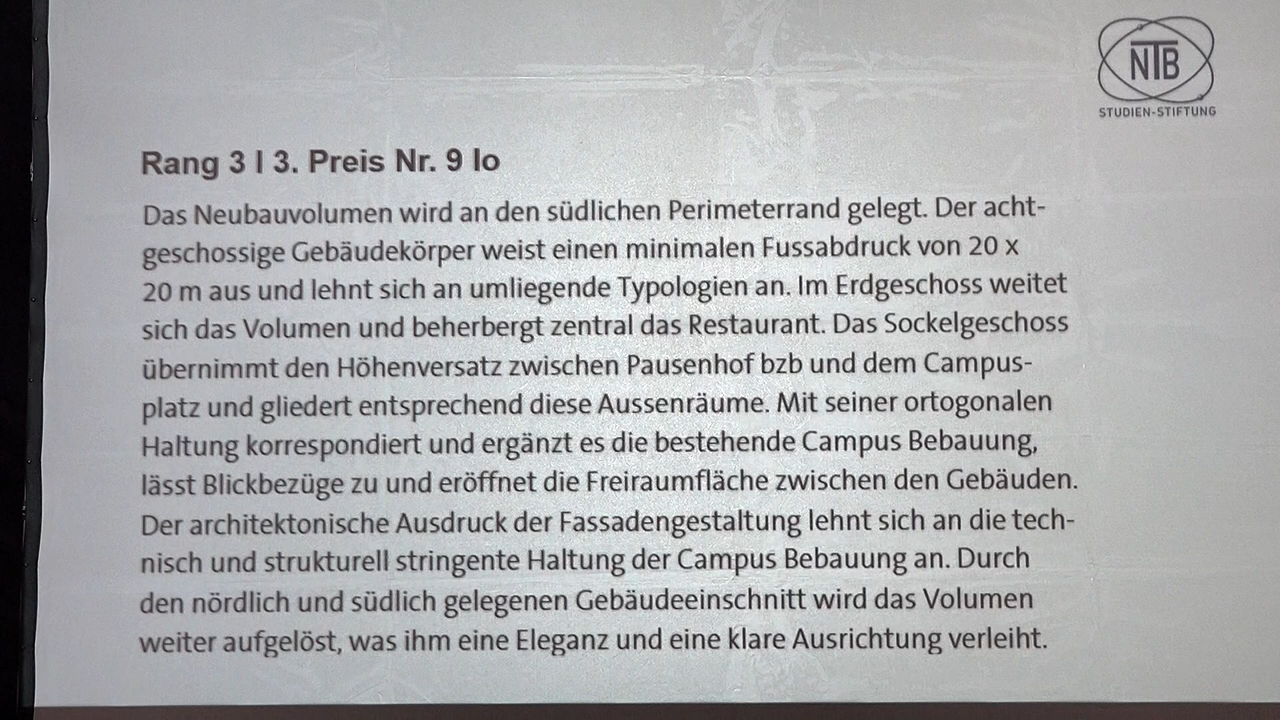 NTB
STUDIEN-STIFTUNG
Rang 3 I 3. Preis Nr. 9 Io
Das Neubauvolumen wird an den südlichen Perimeterrand gelegt. Der acht-
geschossige Gebäudekörper weist einen minimalen Fussabdruck von 20 x
20 m aus und lehnt sich an umliegende Typologien an. Im Erdgeschoss weitet
sich das Volumen und beherbergt zentral das Restaurant. Das Sockelgeschoss
übernimmt den Höhenversatz zwischen Pausenhof bzb und dem Campus-
platz und gliedert entsprechend diese Aussenräume. Mit seiner ortogonalen
Haltung korrespondiert und ergänzt es die bestehende Campus Bebauung,
lässt Blickbezüge zu und eröffnet die Freiraumfläche zwischen den Gebäuden.
Der architektonische Ausdruck der Fassadengestaltung lehnt sich an die tech-
nisch und strukturell stringente Haltung der Campus Bebauung an. Durch
den nördlich und südlich gelegenen Gebäudeeinschnitt wird das Volumen
weiter aufgelöst, was ihm eine Eleganz und eine klare Ausrichtung verleiht.